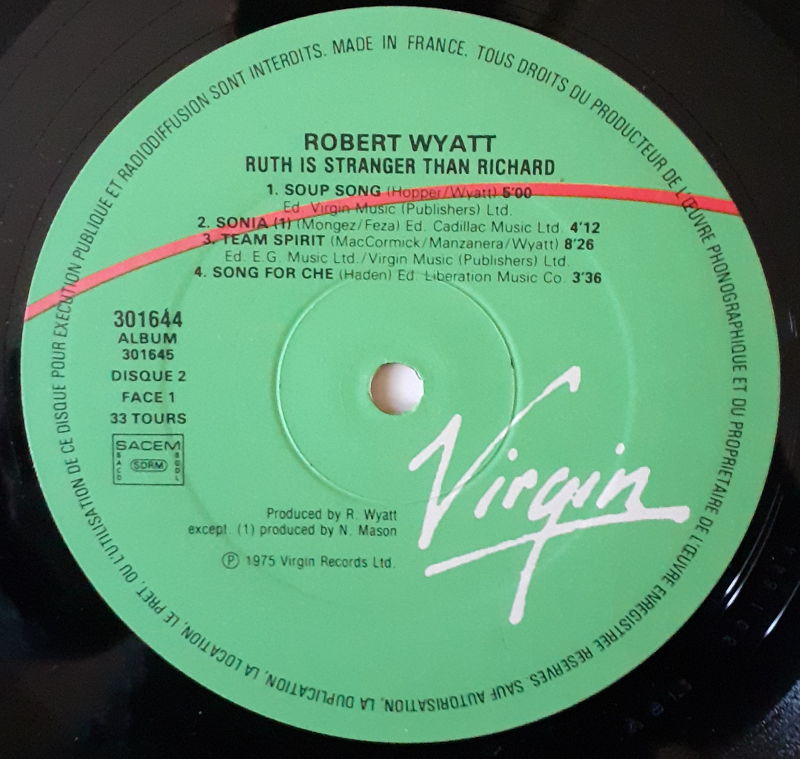 SONT INTERDITS. MADE IN FRANCE. TOUS DROITS DU PRODUCTEUR DE L'ŒUVRE PHONOGRAPHIQUE ET DU PROPRIETAIRE DE L'ŒUVRE ENREGISTREE RESERVES. SAUF AUTORISATION, LA DUPLICATION, LA LOCATION, LE PRET, OU L'UTILISATION DE CE DISQUE POUR EXECUTION PUBLIQUE ET RADIODIFFUSION
ROBERT WYATT
RUTH IS STRANGER THAN RICHARD
1. SOUP SONG (Hopper/Wyatt) 5'00
Ed. Virgin Music (Publishers) Ltd.
2. SONIA (1) (Mongez/Feza) Ed. Cadillac Music Ltd. 4'12
3. TEAM SPIRIT (MacCormick/Manzanera/Wyatt) 8'26
Ed. E.G. Music Ltd./Virgin Music (Publishers) Ltd.
4. SONG FOR CHE (Haden) Ed. Liberation Music Co. 3'36
301644
ALBUM
301645
DISQUE 2
FACE 1
33 TOURS
SACEM
SACD
SDRM
SGDL
Virgin
Produced by R. Wyatt
except. (1) produced by N. Mason
Ⓟ 1975 Virgin Records Ltd.